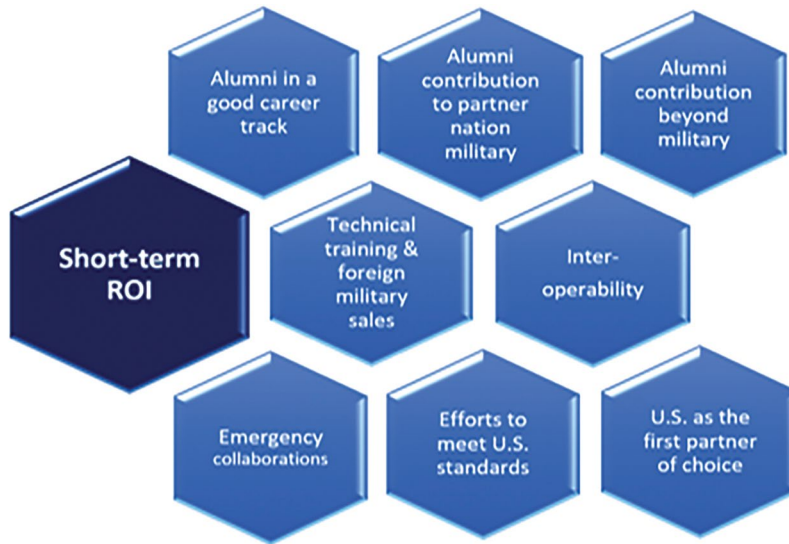 Alumni in a
good career
track
Alumni
contribution
to partner
nation
military
Alumni
contribution
beyond
military
Short-term
ROI
Technical
training &
foreign
military
sales
Inter-
operability
Emergency
collaborations
Efforts to
meet U.S.
standards
U.S. as the
first partner
of choice